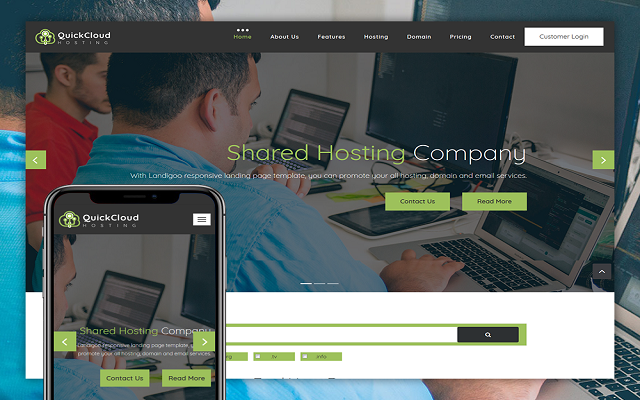 QuickCloud
HOSTING
Home About Us Features Hosting Domain Pricing Contact Customer Login
Shared Hosting Company
With Landigoo responsive landing page template, you can promote your all hosting, domain and email services.
Contact Us Read More
.tv .info
QuickCloud
HOSTING
Shared Hosting Company
Landigoo responsive landing page template, you
promote your all hosting, domain and email services.
Contact Us Read More